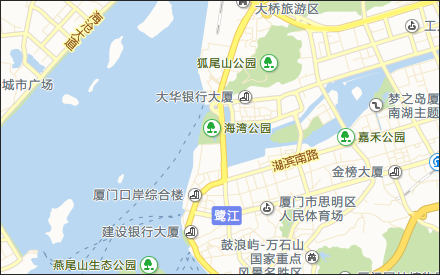 大桥旅游区
海沧大道
工
狐尾山公园
城市广场
大华银行大厦
梦之岛厦
南湖主题
海湾公园
嘉禾公园
湖滨南路
金榜大厦
厦门口岸综合楼
厦门市思明区
人民体育场
鹭江
建设银行大厦
鼓浪屿-万石山
国家重点
风景名胜区
燕尾山生态公园